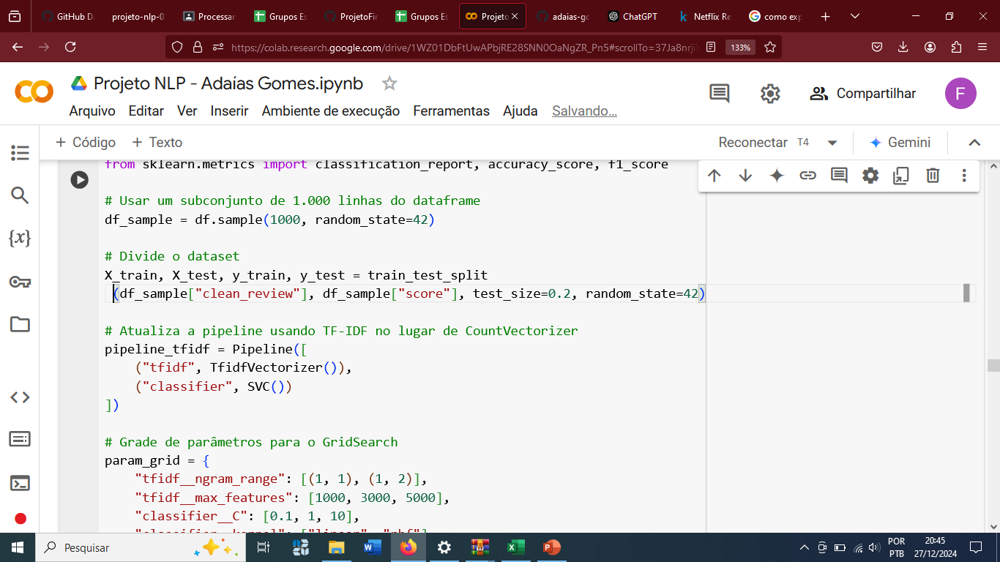 GitHub D
projeto-nlp-0
Processar
Grupos Es
ProjetoFir
Grupos Es
Projeto
adaias-go
ChatGPT
Netflix Re
como exp
https://colab.research.google.com/drive/1WZ01DbFtUwAPbjRE28SNN0OaNgZR_Pn5#scrollTo=37Ja8nrji
133%
Projeto NLP - Adaías Gomes.ipynb
Compartilhar
F
Arquivo Editar Ver Inserir Ambiente de execução Ferramentas Ajuda Salvando...
+ Código + Texto
Reconectar T4
Gemini
from sklearn.metrics import classification_report, accuracy_score, f1_score
# Usar um subconjunto de 1.000 linhas do dataframe
df_sample = df.sample(1000, random_state=42)
# Divide o dataset
X_train, X_test, y_train, y_test = train_test_split
(df_sample["clean_review"], df_sample["score"], test_size=0.2, random_state=42)
# Atualiza a pipeline usando TF-IDF no lugar de CountVectorizer
pipeline_tfidf = Pipeline([
("tfidf", TfidfVectorizer()),
("classifier", SVC())
])
# Grade de parâmetros para o GridSearch
param_grid = {
"tfidf__ngram_range": [(1, 1), (1, 2)],
"tfidf__max_features": [1000, 3000, 5000],
"classifier__C": [0.1, 1, 10],
"classifier__kernel": ["linear", "rbf"]
Pesquisar
POR
PTB
20:45
27/12/2024